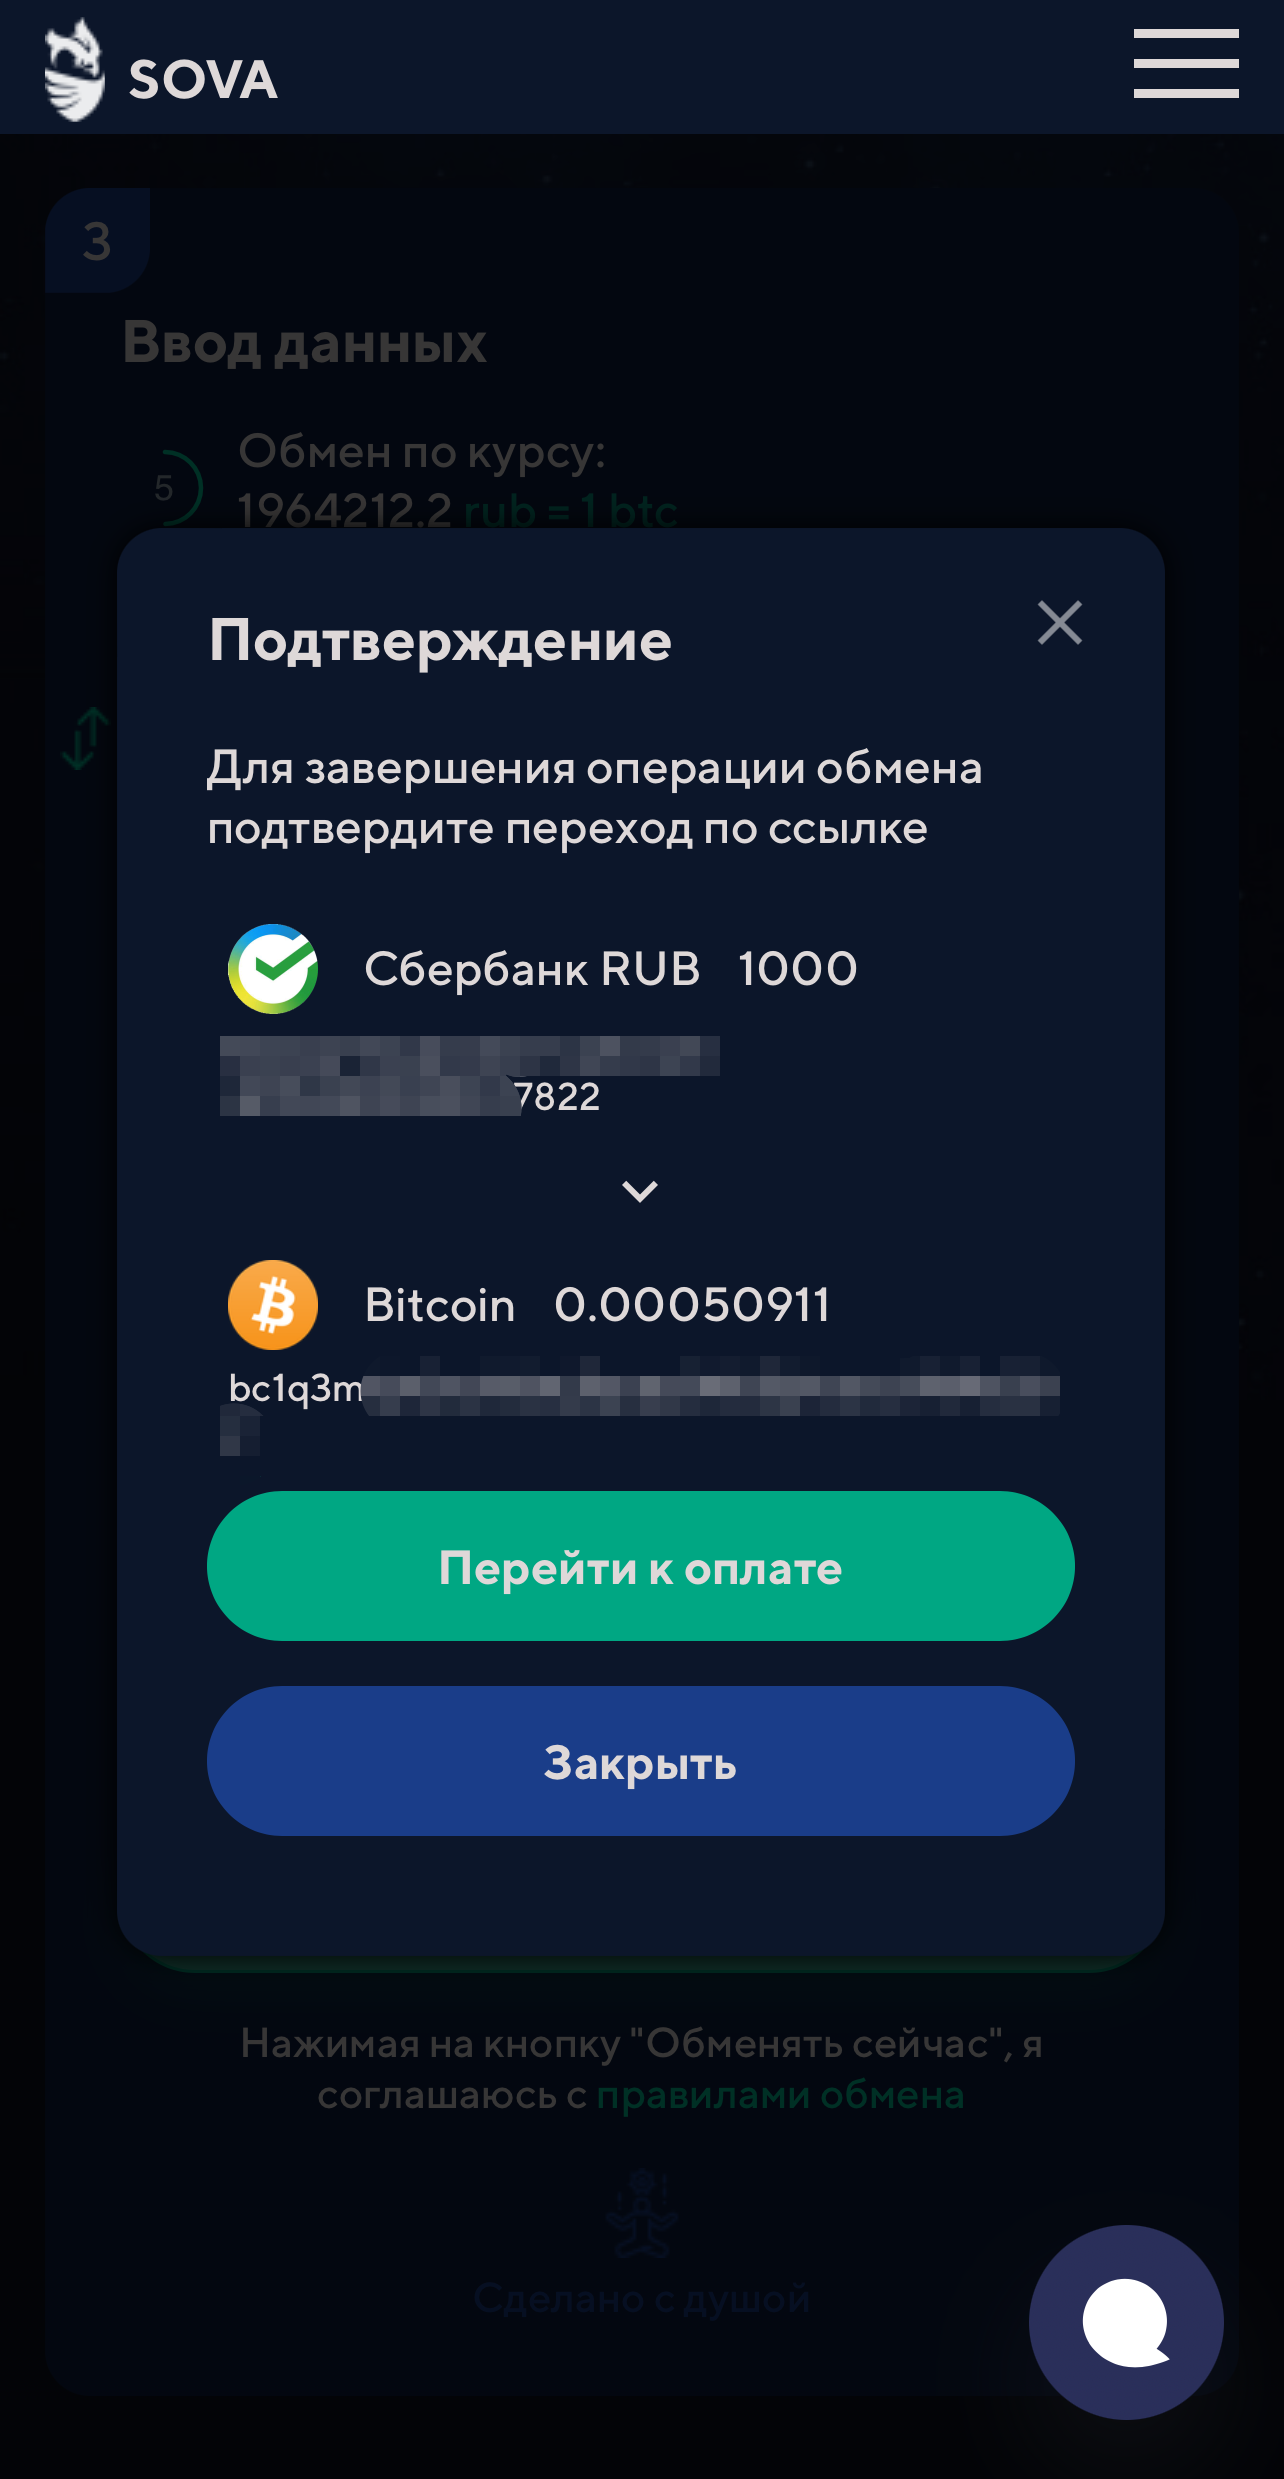 SOVA
3
Ввод данных
Обмен по курсу:
5
1964212.2 rub = 1 btc
Подтверждение
Для завершения операции обмена
подтвердите переход по ссылке
Сбербанк RUB 1000
7822
Bitcoin 0.00050911
bc1q3m
Перейти к оплате
Закрыть
Нажимая на кнопку "Обменять сейчас", я
соглашаюсь с правилами обмена
Сделано с душой